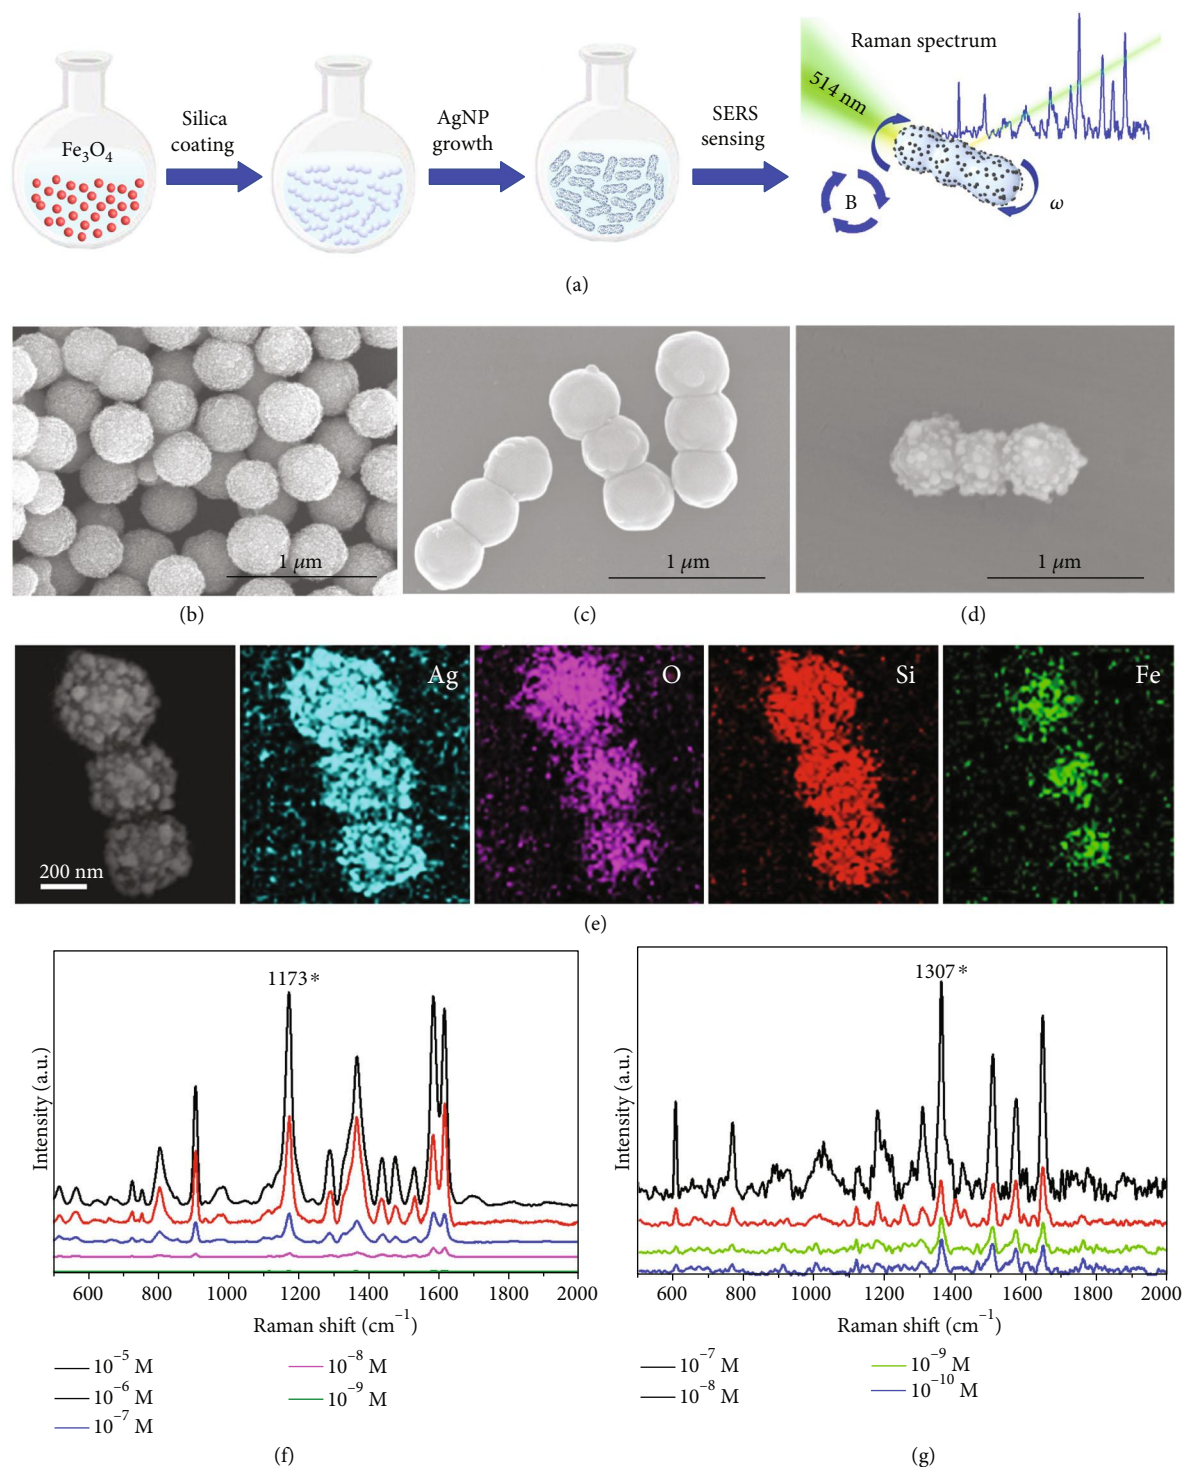 Fe₃O₄
Silica
coating
AgNP
growth
SERS
sensing
Raman spectrum
514 nm
B
ω
(a)
1 μm
(b)
1 μm
(c)
1 μm
(d)
200 nm
Ag
O
Si
Fe
(e)
1173*
Intensity (a.u.)
600 800 1000 1200 1400 1600 1800 2000
Raman shift (cm⁻¹)
10⁻⁵ M
10⁻⁶ M
10⁻⁷ M
10⁻⁸ M
10⁻⁹ M
(f)
1307*
Intensity (a.u.)
600 800 1000 1200 1400 1600 1800 2000
Raman shift (cm⁻¹)
10⁻⁷ M
10⁻⁸ M
10⁻⁹ M
10⁻¹⁰ M
(g)